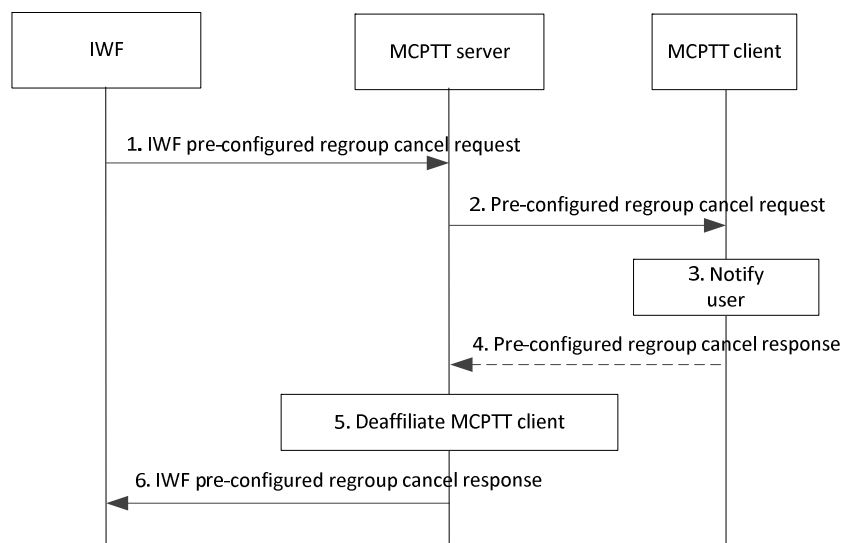 IWF
MCPTT server
MCPTT client
1. IWF pre-configured regroup cancel request
2. Pre-configured regroup cancel request
3. Notify
user
4. Pre-configured regroup cancel response
5. Deaffiliate MCPTT client
6. IWF pre-configured regroup cancel response